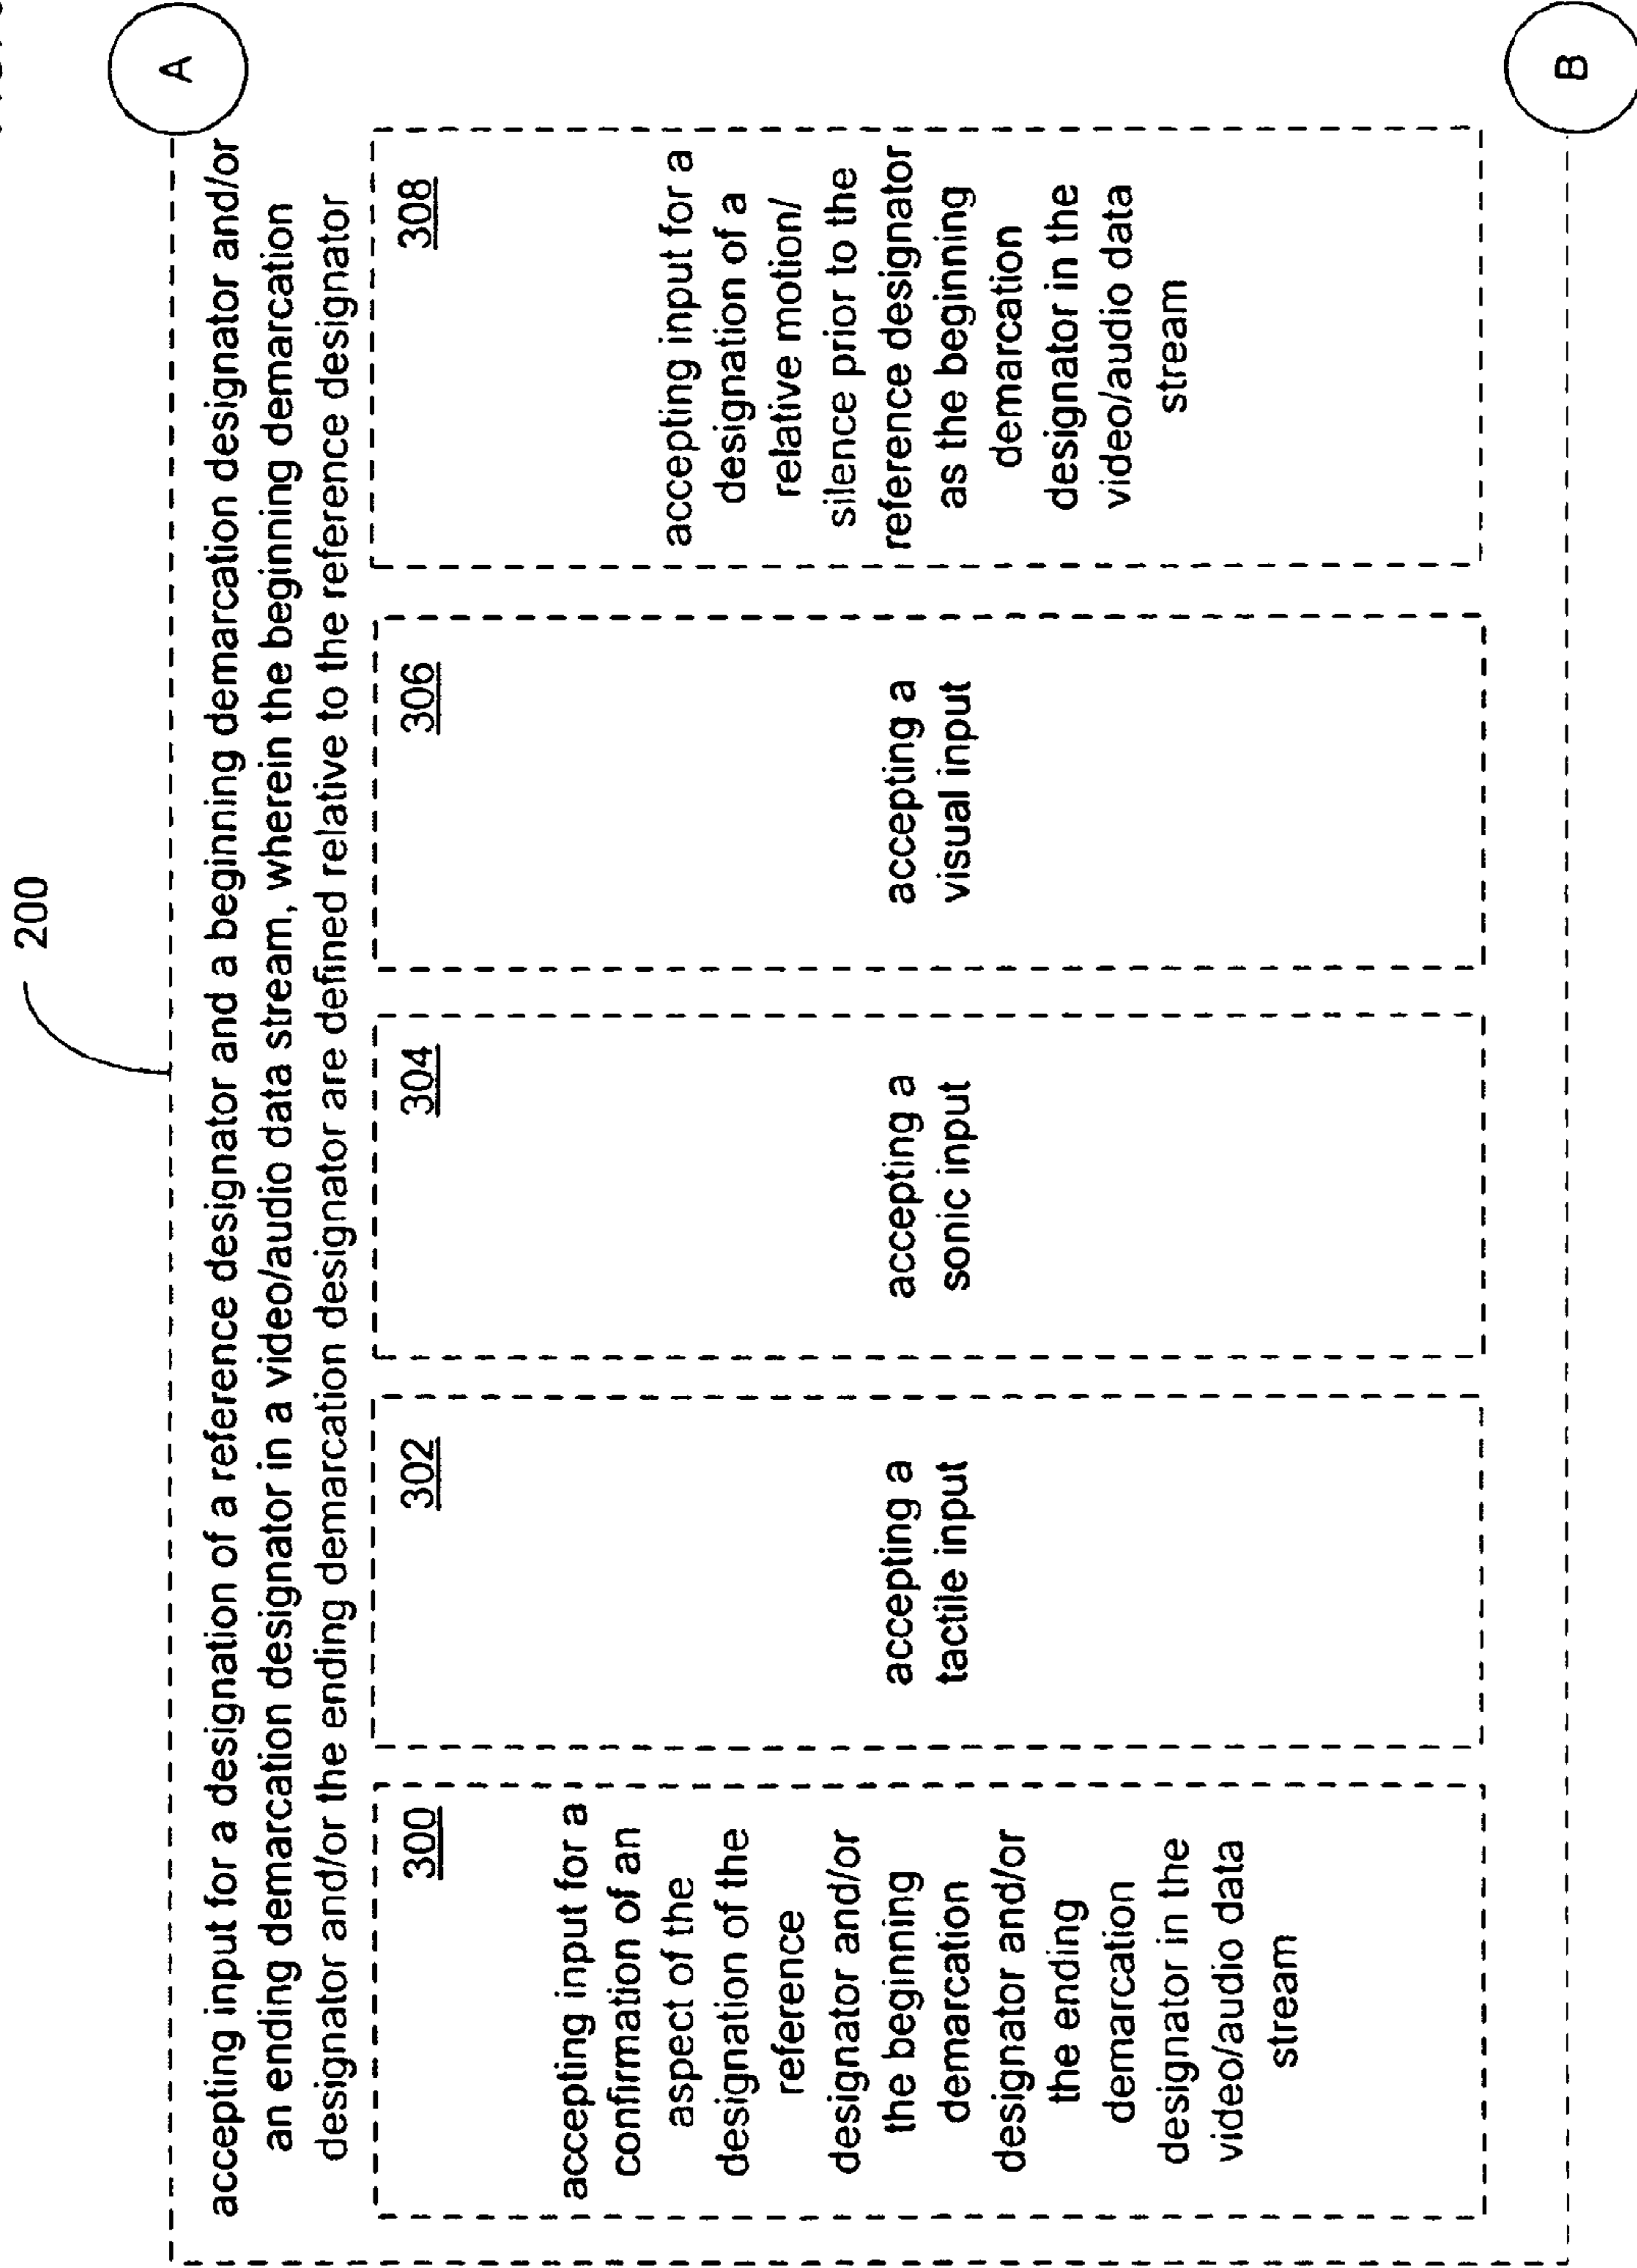 200
accepting input for a designation of a reference designator and a beginning demarcation designator and/or
an ending demarcation designator in a video/audio data stream, wherein the beginning demarcation
designator and/or the ending demarcation designator are defined relative to the reference designator
300
accepting input for a
confirmation of an
aspect of the
designation of the
reference
designator and/or
the beginning
demarcation
designator and/or
the ending
demarcation
designator in the
video/audio data
stream
302
accepting a
tactile input
304
accepting a
sonic input
306
accepting a
visual input
308
accepting input for a
designation of a
relative motion/
silence prior to the
reference designator
as the beginning
demarcation
designator in the
video/audio data
stream
A
B